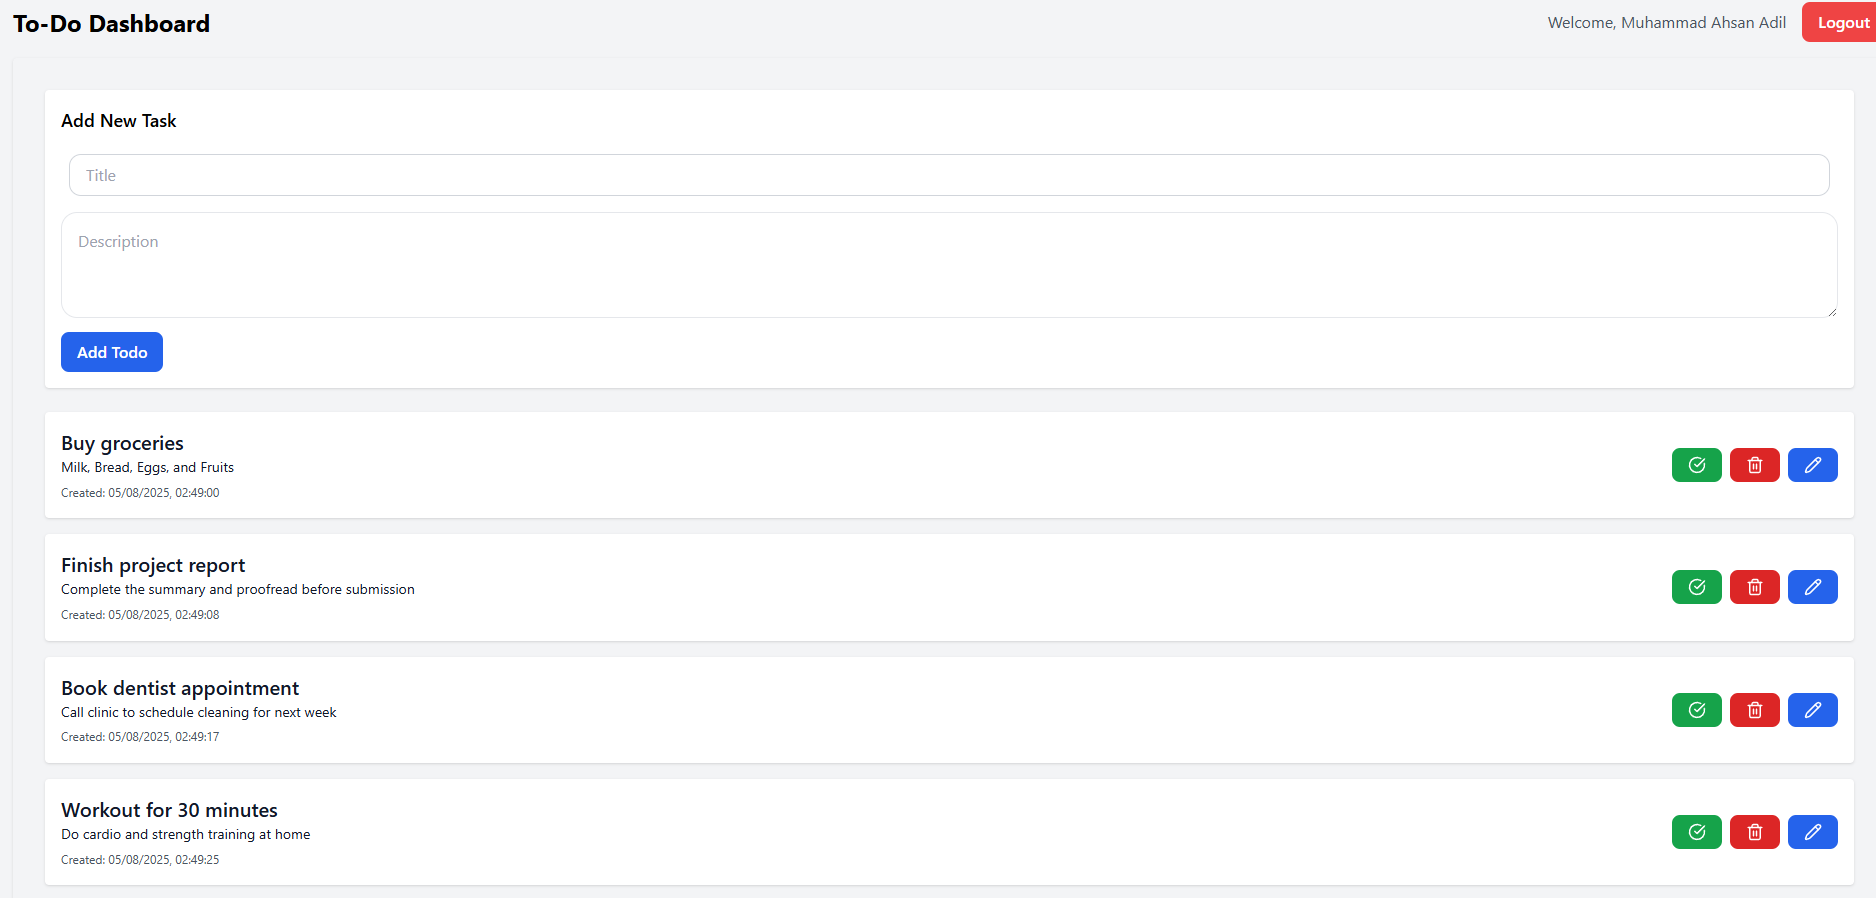 To-Do Dashboard
Welcome, Muhammad Ahsan Adil
Logout
Add New Task
Title
Description
Add Todo
Buy groceries
Milk, Bread, Eggs, and Fruits
Created: 05/08/2025, 02:49:00
Finish project report
Complete the summary and proofread before submission
Created: 05/08/2025, 02:49:08
Book dentist appointment
Call clinic to schedule cleaning for next week
Created: 05/08/2025, 02:49:17
Workout for 30 minutes
Do cardio and strength training at home
Created: 05/08/2025, 02:49:25